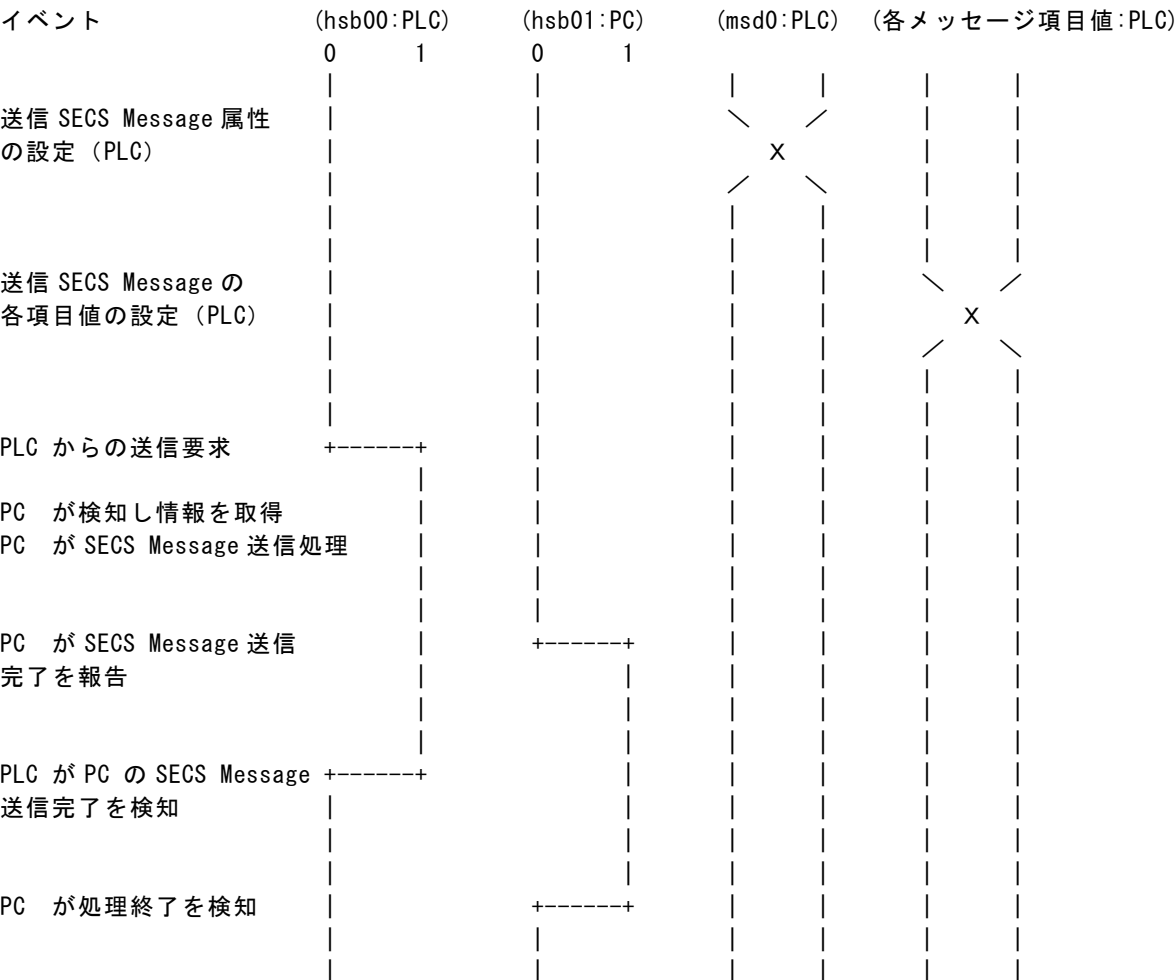 イベント (hsb00:PLC) (hsb01:PC) (msd0:PLC) (各メッセージ項目値:PLC)
0 1 0 1
送信 SECS Message 属性
の設定 (PLC)
X
送信 SECS Message の
各項目値の設定 (PLC)
X
PLC からの送信要求 +------+
PC が検知し情報を取得
PC が SECS Message 送信処理
PC が SECS Message 送信 +------+
完了を報告
PLC が PC の SECS Message +------+
送信完了を検知
PC が処理終了を検知 +------+